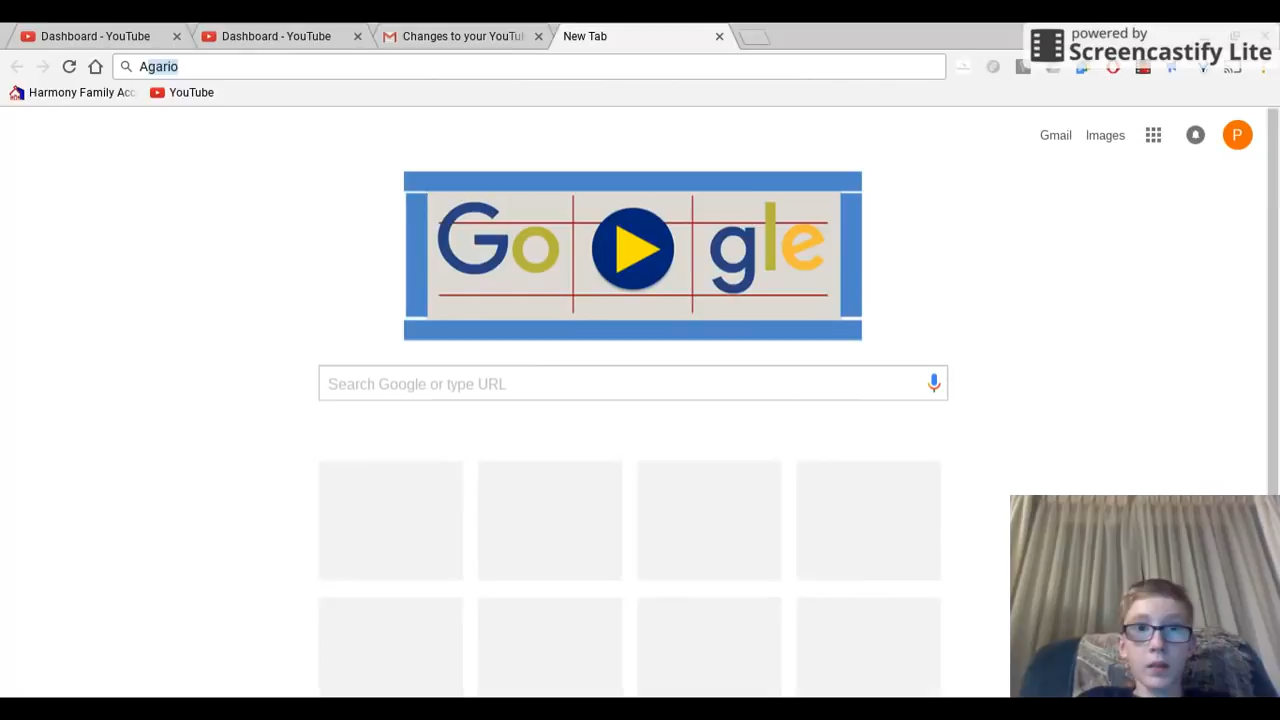 Dashboard - YouTube
Dashboard - YouTube
Changes to your YouTu
New Tab
powered by
Screencastify Lite
Agario
Harmony Family Acc
YouTube
Gmail
Images
P
Go gle
Search Google or type URL